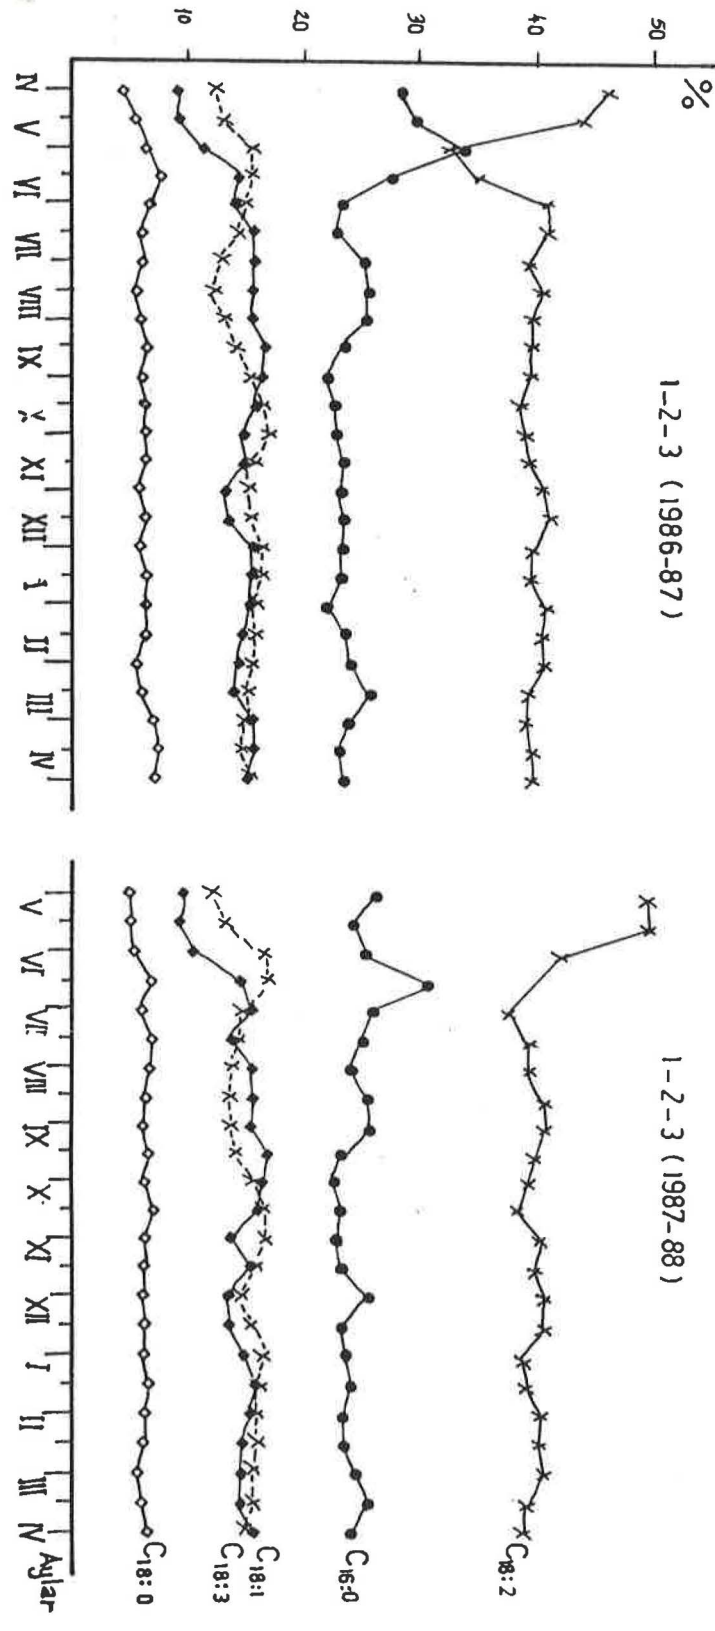 %
50
40
30
20
10
1-2-3 (1986-87)
IV V VI VII VIII IX X XI XII I II III IV
1-2-3 (1987-88)
C18:2
C16:0
C18:1
C18:3
C18:0
V VI VII VIII IX X XI XII I II III IV Aylar